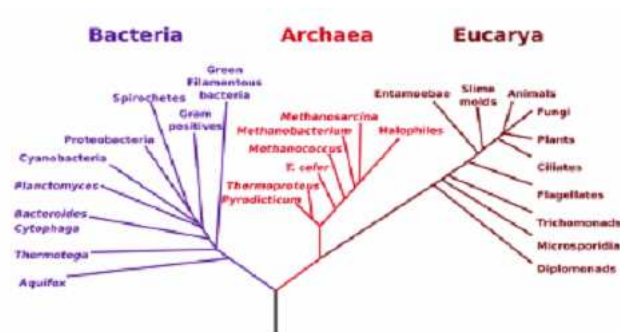 Bacteria
Archaea
Eucarya
Green
Filamentous
bacteria
Spirochetes
Gram
positives
Proteobacteria
Cyanobacteria
Planctomyces
Bacteroides
Cytophaga
Thermotoga
Aquifex
Methanosarcina
Methanobacterium
Halophiles
Methanococcus
T. celer
Thermoproteus
Pyrodicticum
Entamoebae
Slime
molds
Animals
Fungi
Plants
Ciliates
Flagellates
Trichomonads
Microsporidia
Diplomonads